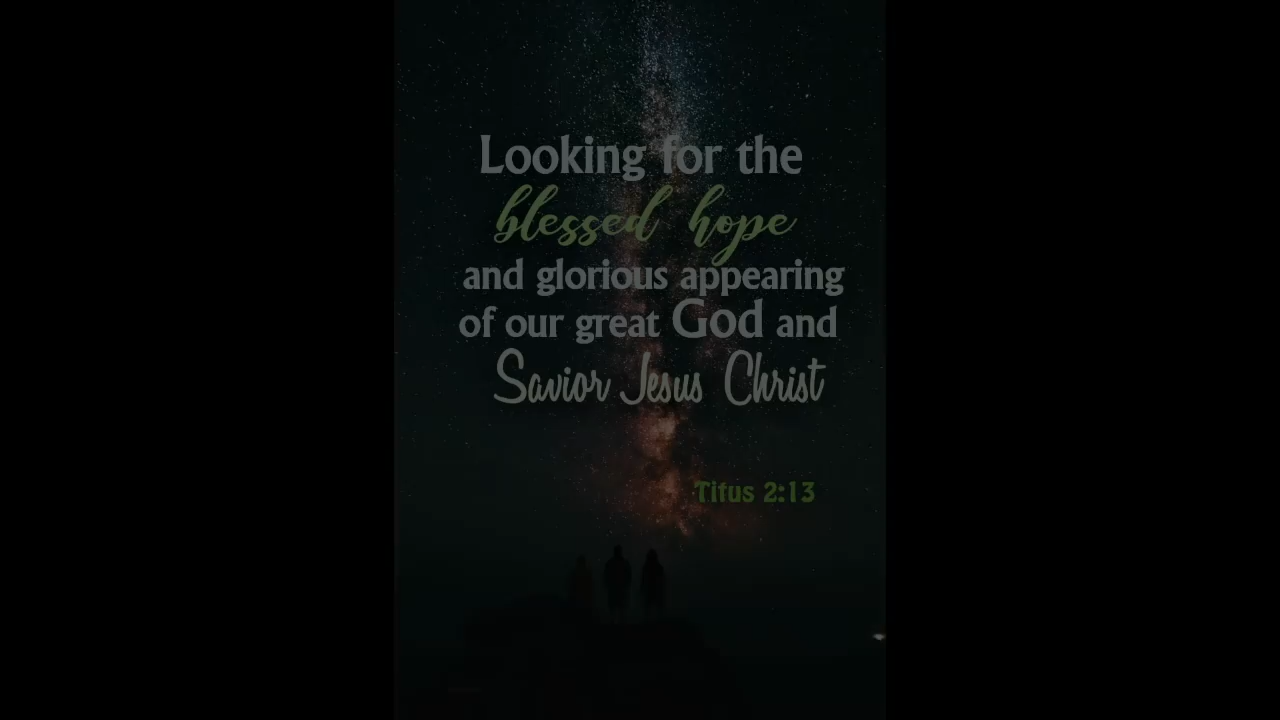 Looking for the
blessed hope
and glorious appearing
of our great God and
Savior Jesus Christ
Titus 2:13